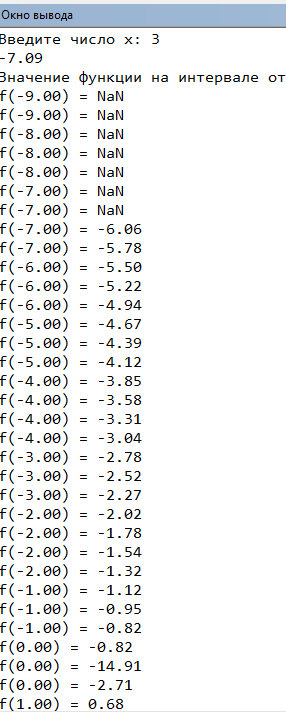 Окно вывода
Введите число x: 3
-7.09
Значение функции на интервале от
f(-9.00) = NaN
f(-9.00) = NaN
f(-8.00) = NaN
f(-8.00) = NaN
f(-8.00) = NaN
f(-7.00) = NaN
f(-7.00) = NaN
f(-7.00) = -6.06
f(-7.00) = -5.78
f(-6.00) = -5.50
f(-6.00) = -5.22
f(-6.00) = -4.94
f(-5.00) = -4.67
f(-5.00) = -4.39
f(-5.00) = -4.12
f(-4.00) = -3.85
f(-4.00) = -3.58
f(-4.00) = -3.31
f(-4.00) = -3.04
f(-3.00) = -2.78
f(-3.00) = -2.52
f(-3.00) = -2.27
f(-2.00) = -2.02
f(-2.00) = -1.78
f(-2.00) = -1.54
f(-2.00) = -1.32
f(-1.00) = -1.12
f(-1.00) = -0.95
f(-1.00) = -0.82
f(0.00) = -0.82
f(0.00) = -14.91
f(0.00) = -2.71
f(1.00) = 0.68